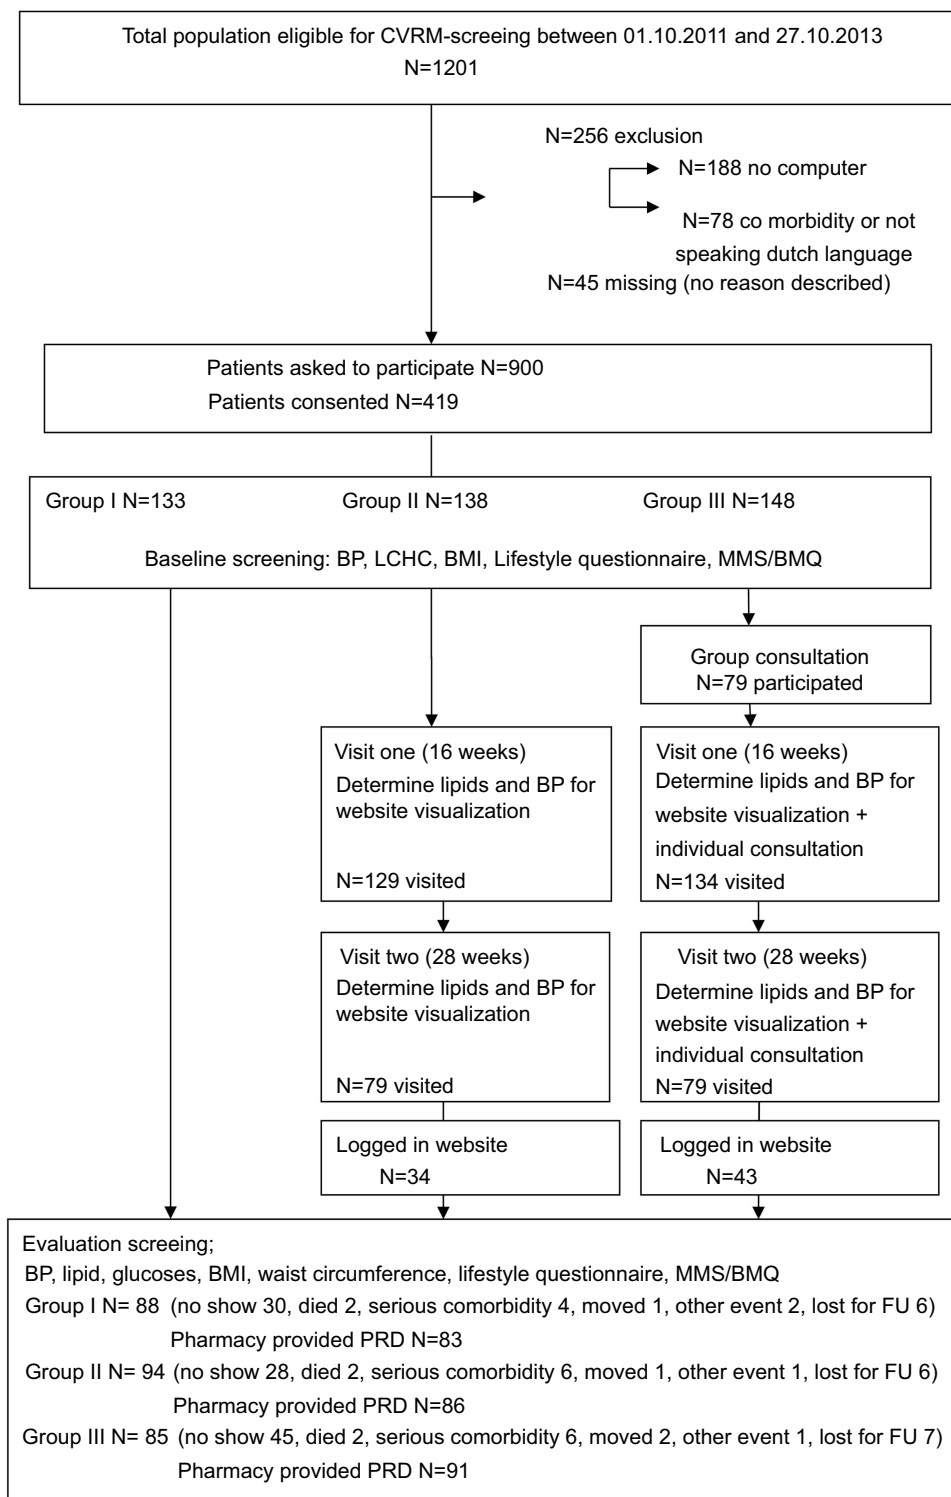 Total population eligible for CVRM-screeing between 01.10.2011 and 27.10.2013
N=1201
N=256 exclusion
N=188 no computer
N=78 co morbidity or not
speaking dutch language
N=45 missing (no reason described)
Patients asked to participate N=900
Patients consented N=419
Group I N=133
Group II N=138
Group III N=148
Baseline screening: BP, LCHC, BMI, Lifestyle questionnaire, MMS/BMQ
Group consultation
N=79 participated
Visit one (16 weeks)
Determine lipids and BP for
website visualization
N=129 visited
Visit one (16 weeks)
Determine lipids and BP for
website visualization +
individual consultation
N=134 visited
Visit two (28 weeks)
Determine lipids and BP for
website visualization
N=79 visited
Visit two (28 weeks)
Determine lipids and BP for
website visualization +
individual consultation
N=79 visited
Logged in website
N=34
Logged in website
N=43
Evaluation screeing;
BP, lipid, glucoses, BMI, waist circumference, lifestyle questionnaire, MMS/BMQ
Group I N= 88 (no show 30, died 2, serious comorbidity 4, moved 1, other event 2, lost for FU 6)
Pharmacy provided PRD N=83
Group II N= 94 (no show 28, died 2, serious comorbidity 6, moved 1, other event 1, lost for FU 6)
Pharmacy provided PRD N=86
Group III N= 85 (no show 45, died 2, serious comorbidity 6, moved 2, other event 1, lost for FU 7)
Pharmacy provided PRD N=91